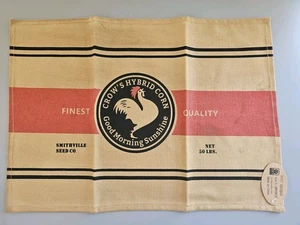 CROW'S HYBRID CORN
FINEST QUALITY
Good Morning Sunshine
SMITHVILLE
SEED CO.
NET
50 LBS.